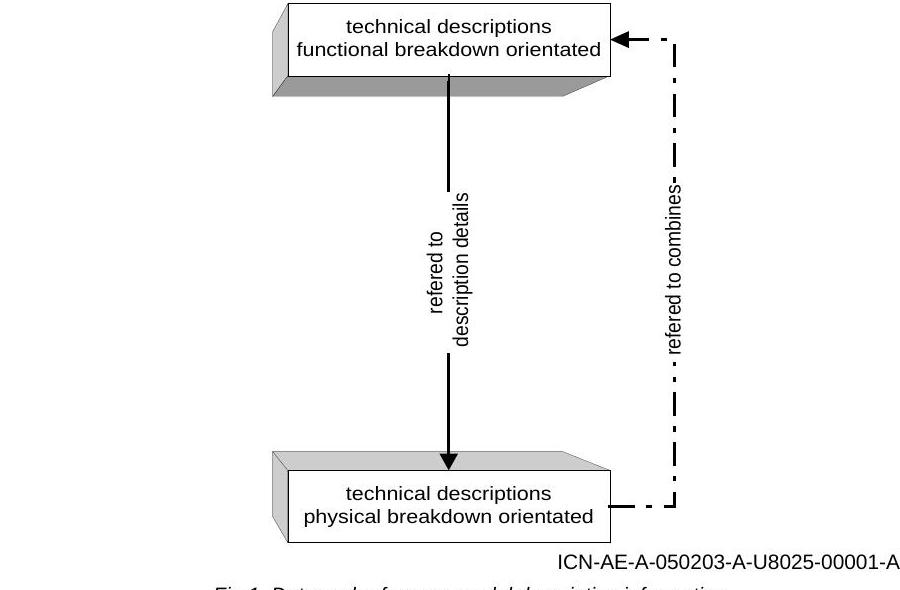 technical descriptions
functional breakdown orientated
refered to
description details
refered to combines
technical descriptions
physical breakdown orientated
ICN-AE-A-050203-A-U8025-00001-A